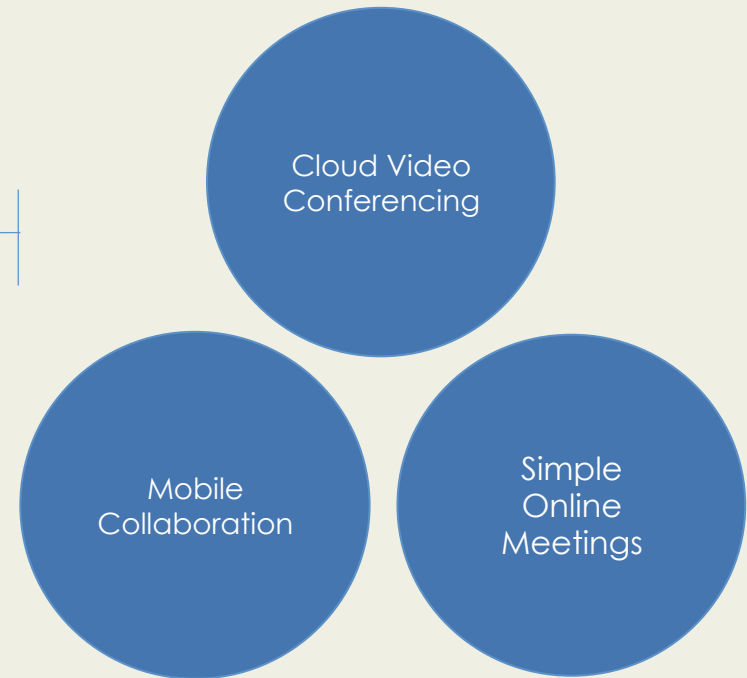 Cloud Video
Conferencing
Mobile
Collaboration
Simple
Online
Meetings